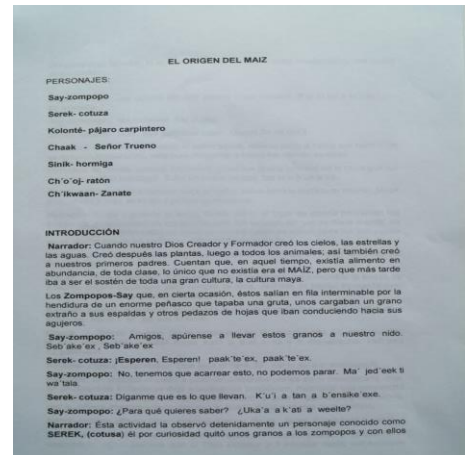 EL ORIGEN DEL MAIZ
PERSONAJES:
Say-zompopo
Serek- cotuza
Kolonté- pájaro carpintero
Chaak - Señor Trueno
Sinik- hormiga
Ch´o´oj- ratón
Ch´ikwaan- Zanate
INTRODUCCIÓN
Narrador: Cuando nuestro Dios Creador y Formador creó los cielos, las estrellas y
las aguas. Creó después las plantas, luego a todos los animales; así también creó
a nuestros primeros padres. Cuentan que, en aquel tiempo, existía alimento en
abundancia, de toda clase, lo único que no existía era el MAÍZ, pero que más tarde
iba a ser el sostén de toda una gran cultura, la cultura maya.
Los Zompopos-Say que, en cierta ocasión, éstos salían en fila interminable por la
hendidura de un enorme peñasco que tapaba una gruta, unos cargaban un grano
extraño a sus espaldas y otros pedazos de hojas que iban conduciendo hacia sus
agujeros.
Say-zompopo: Amigos, apúrense a llevar estos granos a nuestro nido.
Seb´ake´ex , Seb´ake´ex
Serek- cotuza: ¡Esperen, Esperen! paak´te´ex, paak´te´ex.
Say-zompopo: No, tenemos que acarrear esto, no podemos parar. Ma´ jed´eek ti
wa´tala.
Serek- cotuza: Díganme que es lo que llevan. K´u´i a tan a b´ensike´exe.
Say-zompopo: ¿Para qué quieres saber? ¿Uka´a a k´ati a weelte?
Narrador: Ésta actividad la observó detenidamente un personaje conocido como
SEREK, (cotusa) él por curiosidad quitó unos granos a los zompopos y con ellos